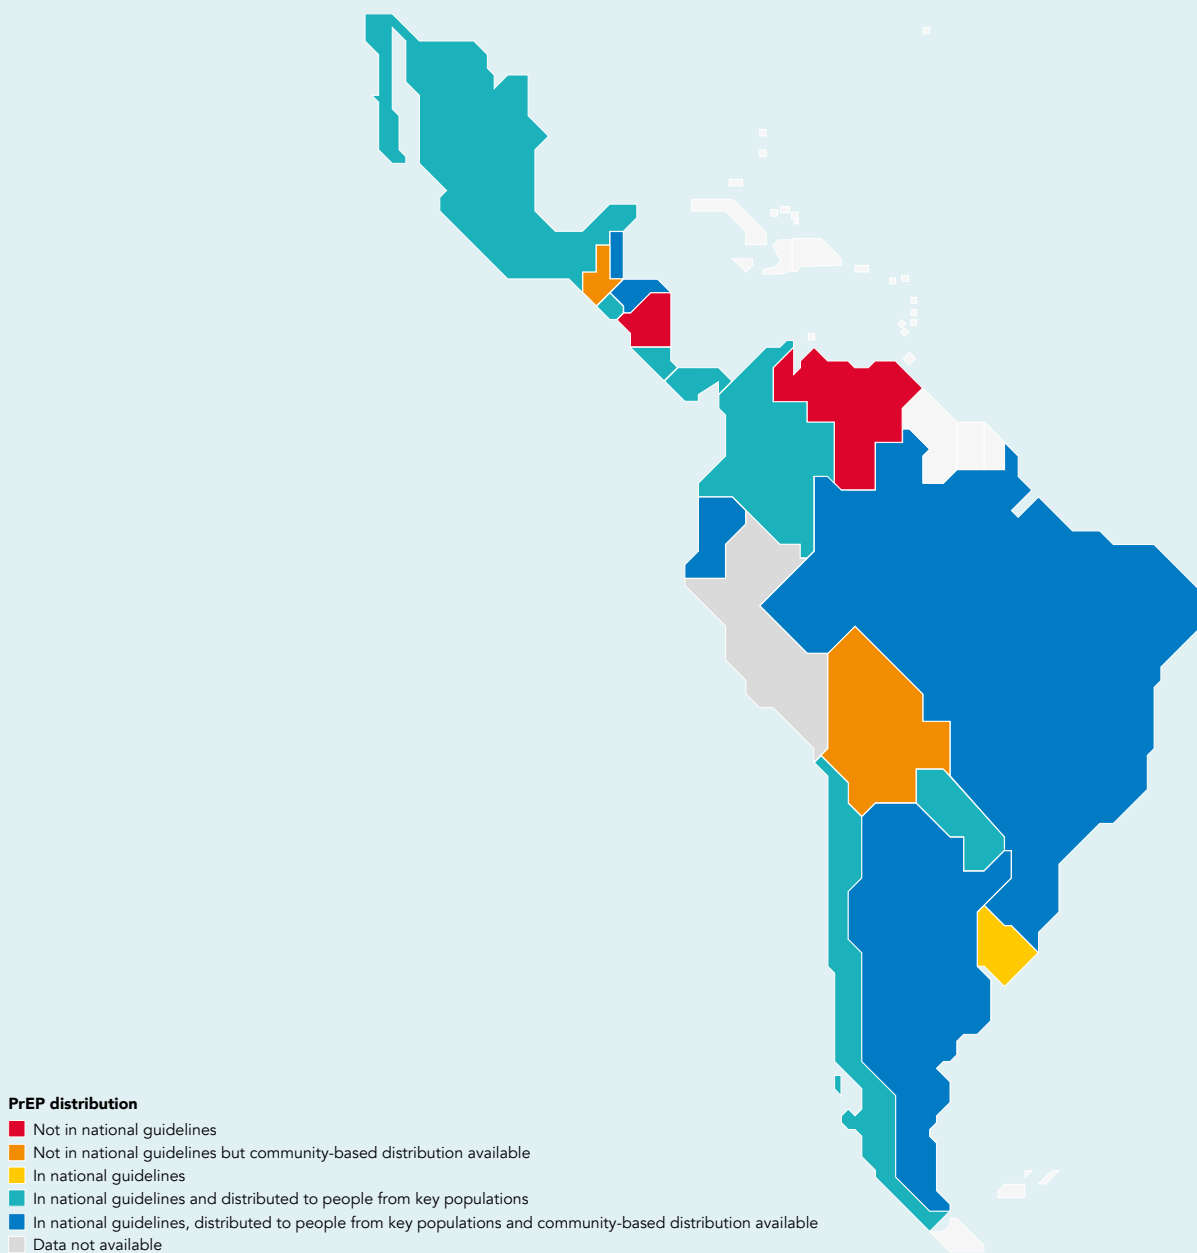 PrEP distribution
Not in national guidelines
Not in national guidelines but community-based distribution available
In national guidelines
In national guidelines and distributed to people from key populations
In national guidelines, distributed to people from key populations and community-based distribution available
Data not available